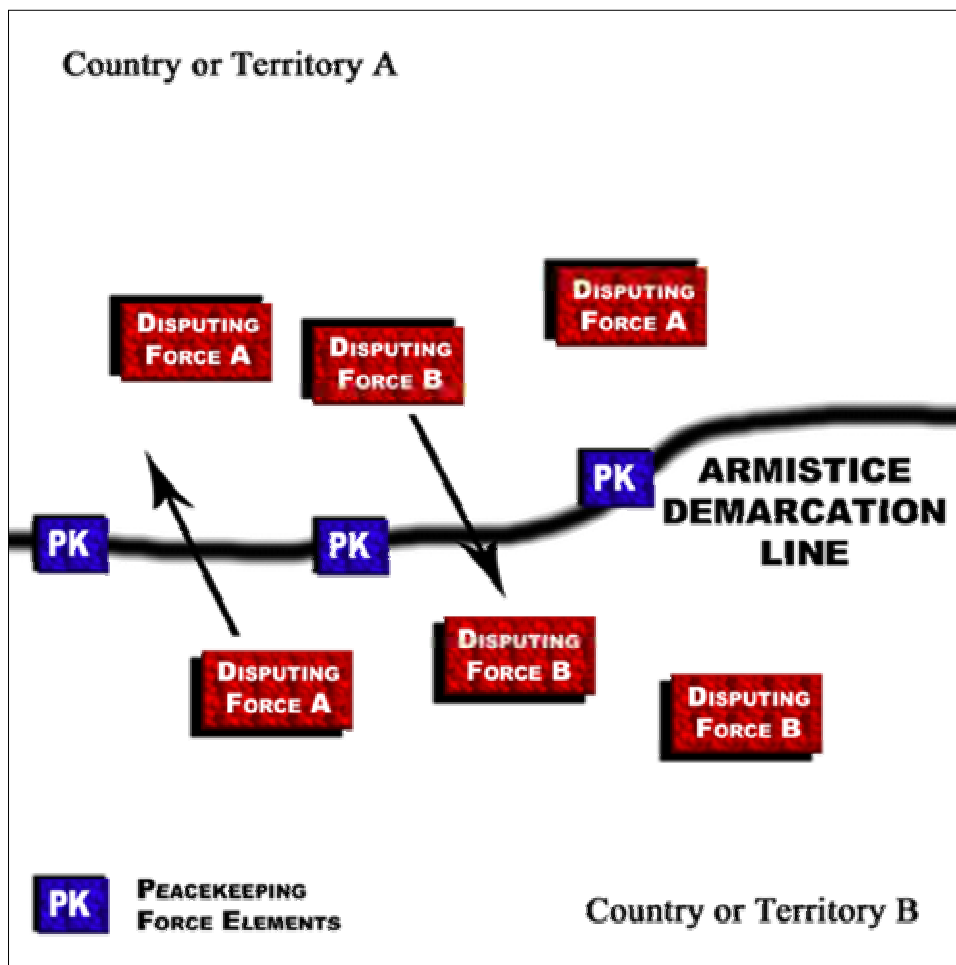 Country or Territory A
DISPUTING
FORCE A
DISPUTING
FORCE B
DISPUTING
FORCE A
PK
PK
PK
ARMISTICE
DEMARCATION
LINE
DISPUTING
FORCE A
DISPUTING
FORCE B
DISPUTING
FORCE B
PK
PEACEKEEPING
FORCE ELEMENTS
Country or Territory B